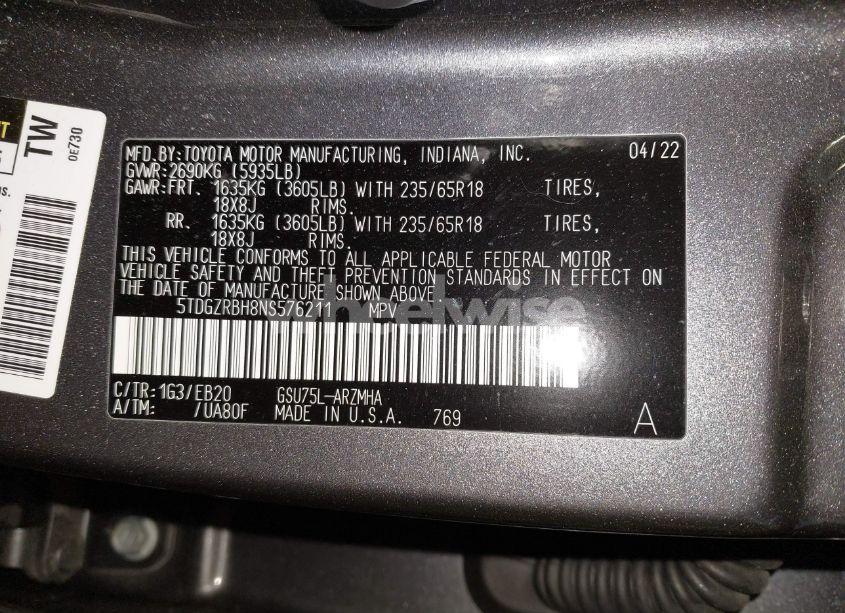 MFD.BY:TOYOTA MOTOR MANUFACTURING, INDIANA, INC. 04/22
GVWR:2690KG (5935LB)
GAWR:FRT. 1635KG (3605LB) WITH 235/65R18 TIRES,
18X8J RIMS.
RR. 1635KG (3605LB) WITH 235/65R18 TIRES,
18X8J RIMS.
THIS VEHICLE CONFORMS TO ALL APPLICABLE FEDERAL MOTOR
VEHICLE SAFETY AND THEFT PREVENTION STANDARDS IN EFFECT ON
THE DATE OF MANUFACTURE SHOWN ABOVE.
5TDGZRBH8NS576211 MPV
C/TR:1G3/EB20 GSU75L-ARZMHA
A/TM: /UA80F MADE IN U.S.A. 769 A
TW
0E730